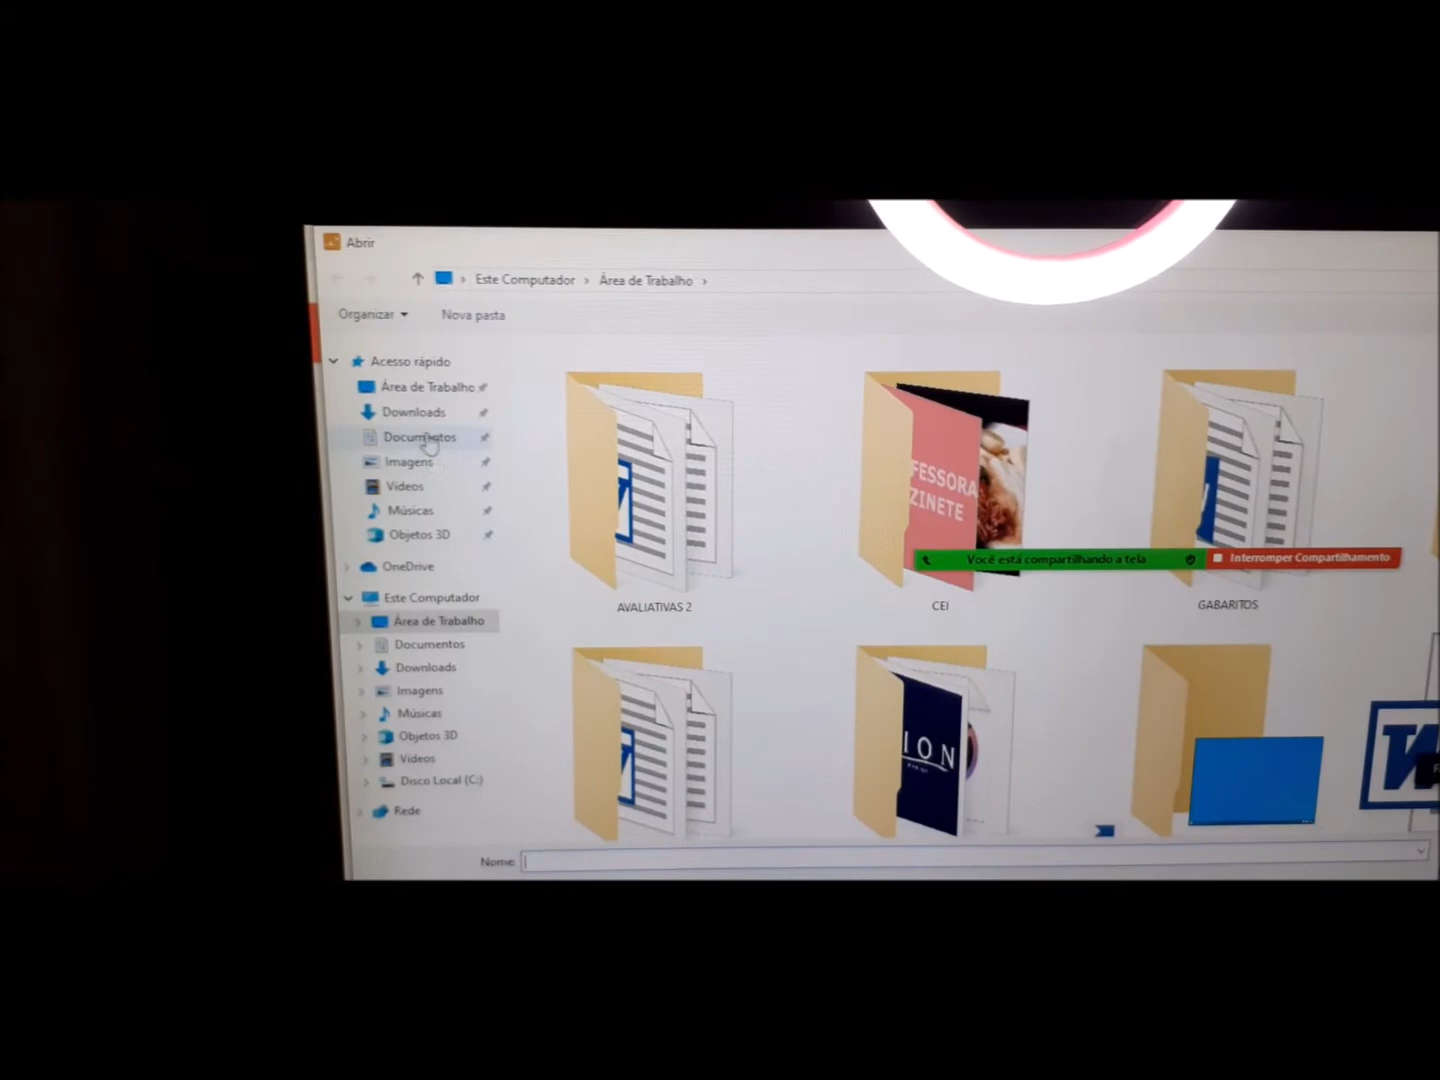 Abrir
Este Computador › Área de Trabalho ›
Organizar
Nova pasta
Acesso rápido
Área de Trabalho
Downloads
Documentos
Imagens
Vídeos
Músicas
Objetos 3D
OneDrive
Este Computador
Área de Trabalho
Documentos
Downloads
Imagens
Músicas
Objetos 3D
Vídeos
Disco Local (C:)
Rede
FESSORA
ZINETE
Você está compartilhando a tela
Interromper Compartilhamento
AVALIATIVAS 2
CEI
GABARITOS
ION
W
Nome: